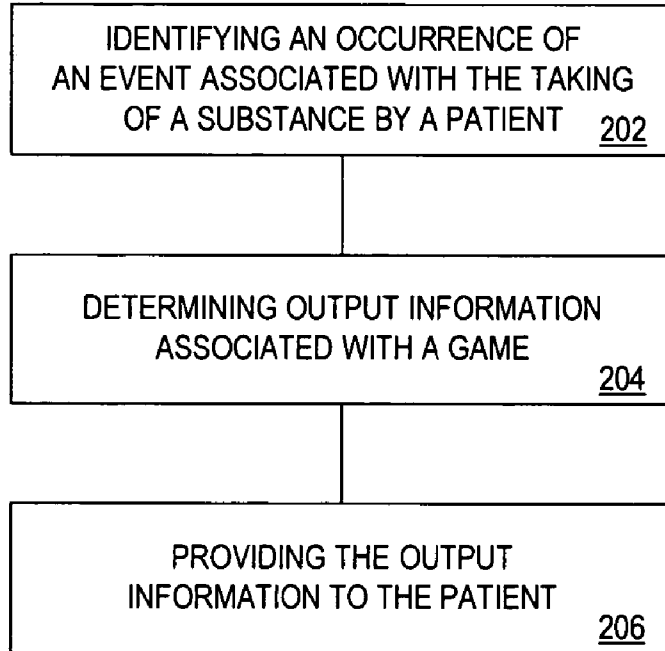 IDENTIFYING AN OCCURRENCE OF
AN EVENT ASSOCIATED WITH THE TAKING
OF A SUBSTANCE BY A PATIENT
202
DETERMINING OUTPUT INFORMATION
ASSOCIATED WITH A GAME
204
PROVIDING THE OUTPUT
INFORMATION TO THE PATIENT
206